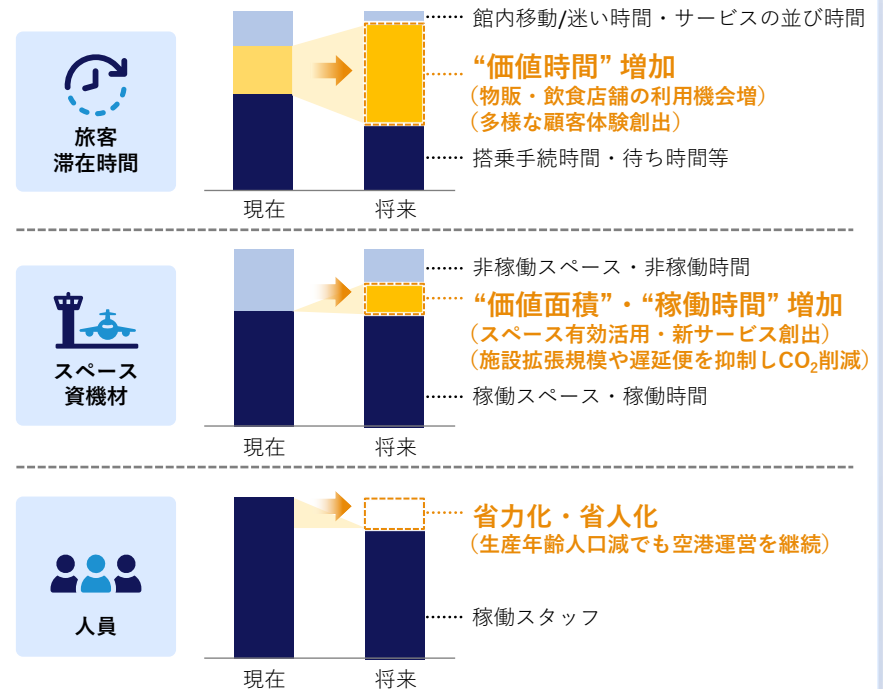 旅客
滞在時間
館内移動/迷い時間・サービスの並び時間
“価値時間” 増加
（物販・飲食店舗の利用機会増）
（多様な顧客体験創出）
搭乗手続時間・待ち時間等
現在
将来
スペース
資機材
非稼働スペース・非稼働時間
“価値面積”・“稼働時間” 増加
（スペース有効活用・新サービス創出）
（施設拡張規模や遅延便を抑制しCO₂削減）
稼働スペース・稼働時間
現在
将来
人員
省力化・省人化
（生産年齢人口減でも空港運営を継続）
稼働スタッフ
現在
将来